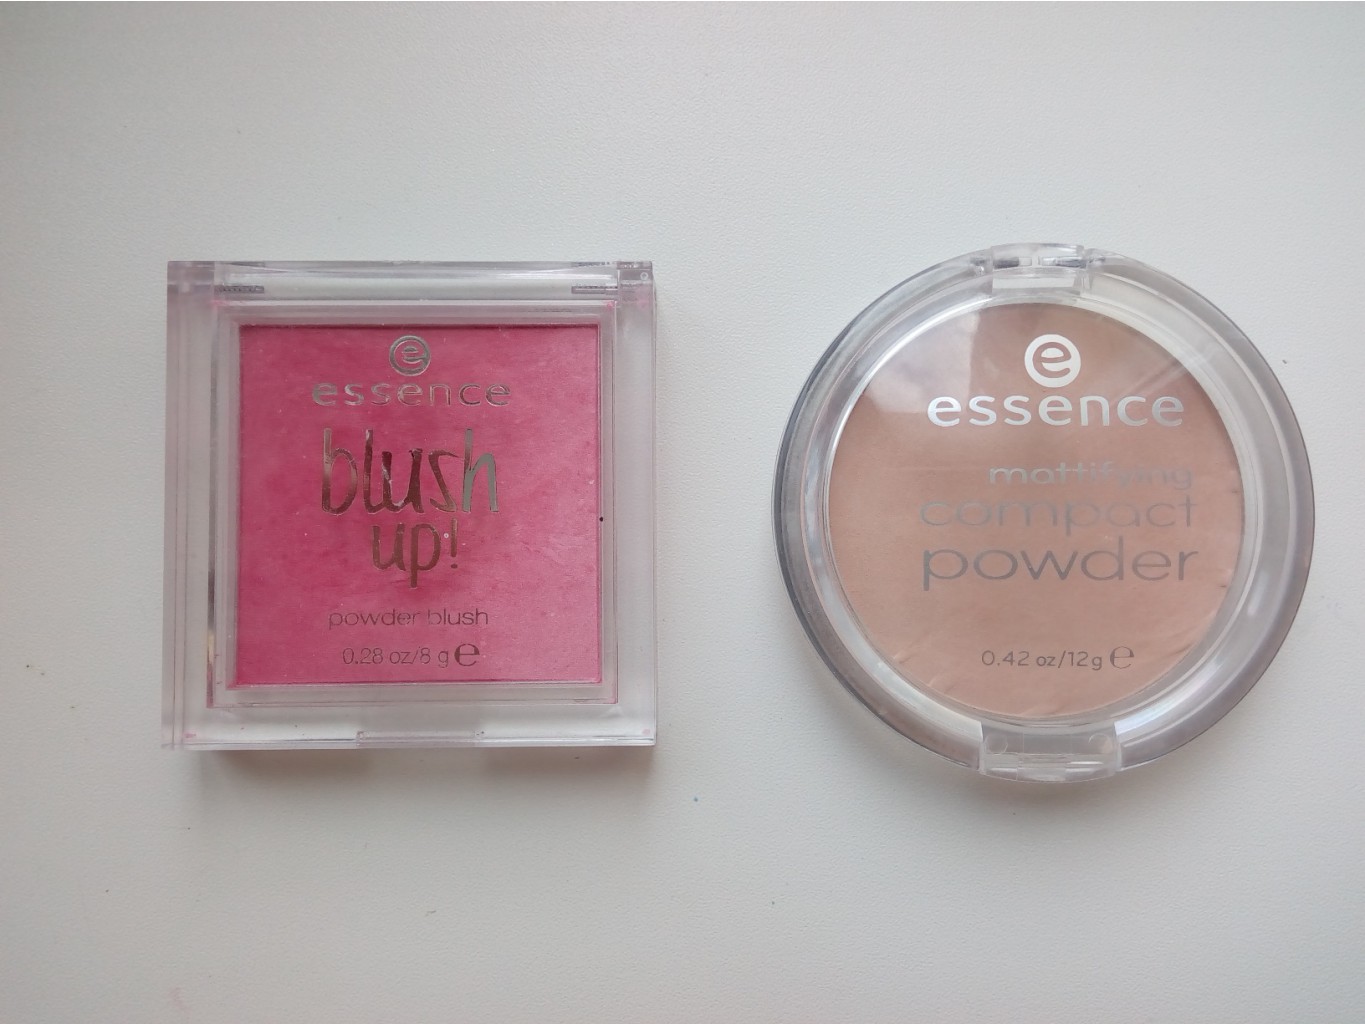 e
essence
blush
up!
powder blush
0.28 oz/8 g e
e
essence
mattifying
compact
powder
0.42 oz/12g e